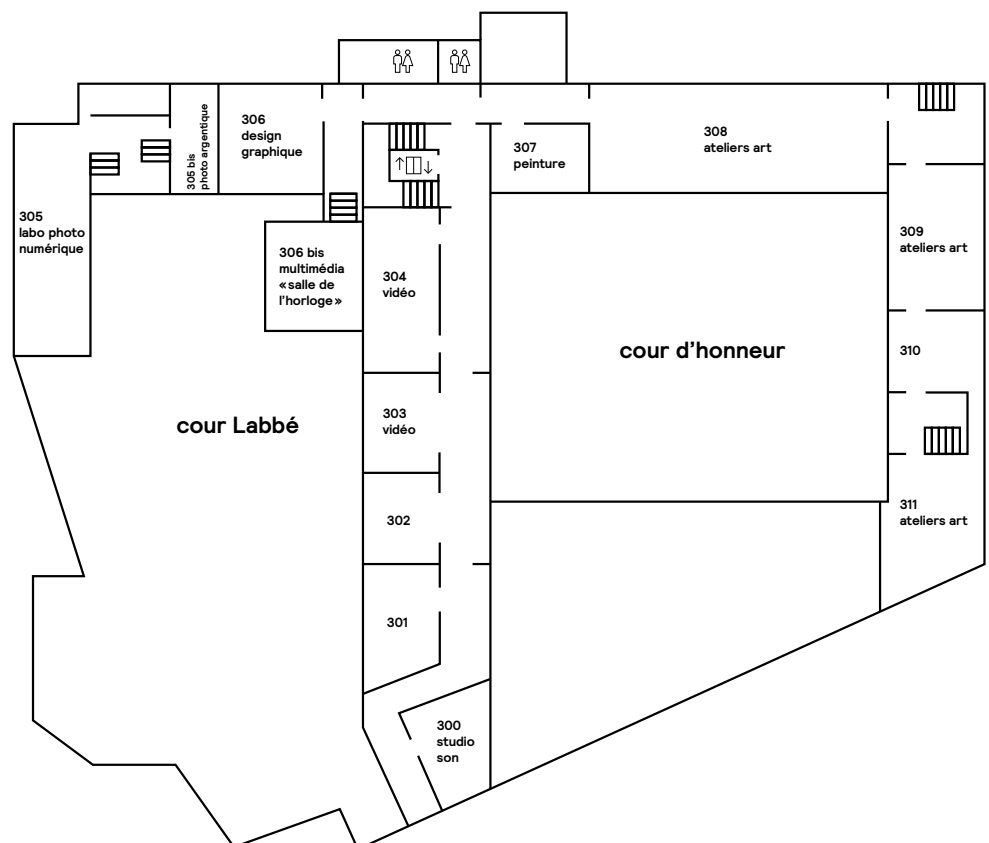 306
design
graphique
305 bis
photo argentique
307
peinture
308
ateliers art
305
labo photo
numérique
306 bis
multimédia
«salle de
l'horloge»
304
vidéo
309
ateliers art
cour d'honneur
310
303
vidéo
cour Labbé
302
311
ateliers art
301
300
studio
son